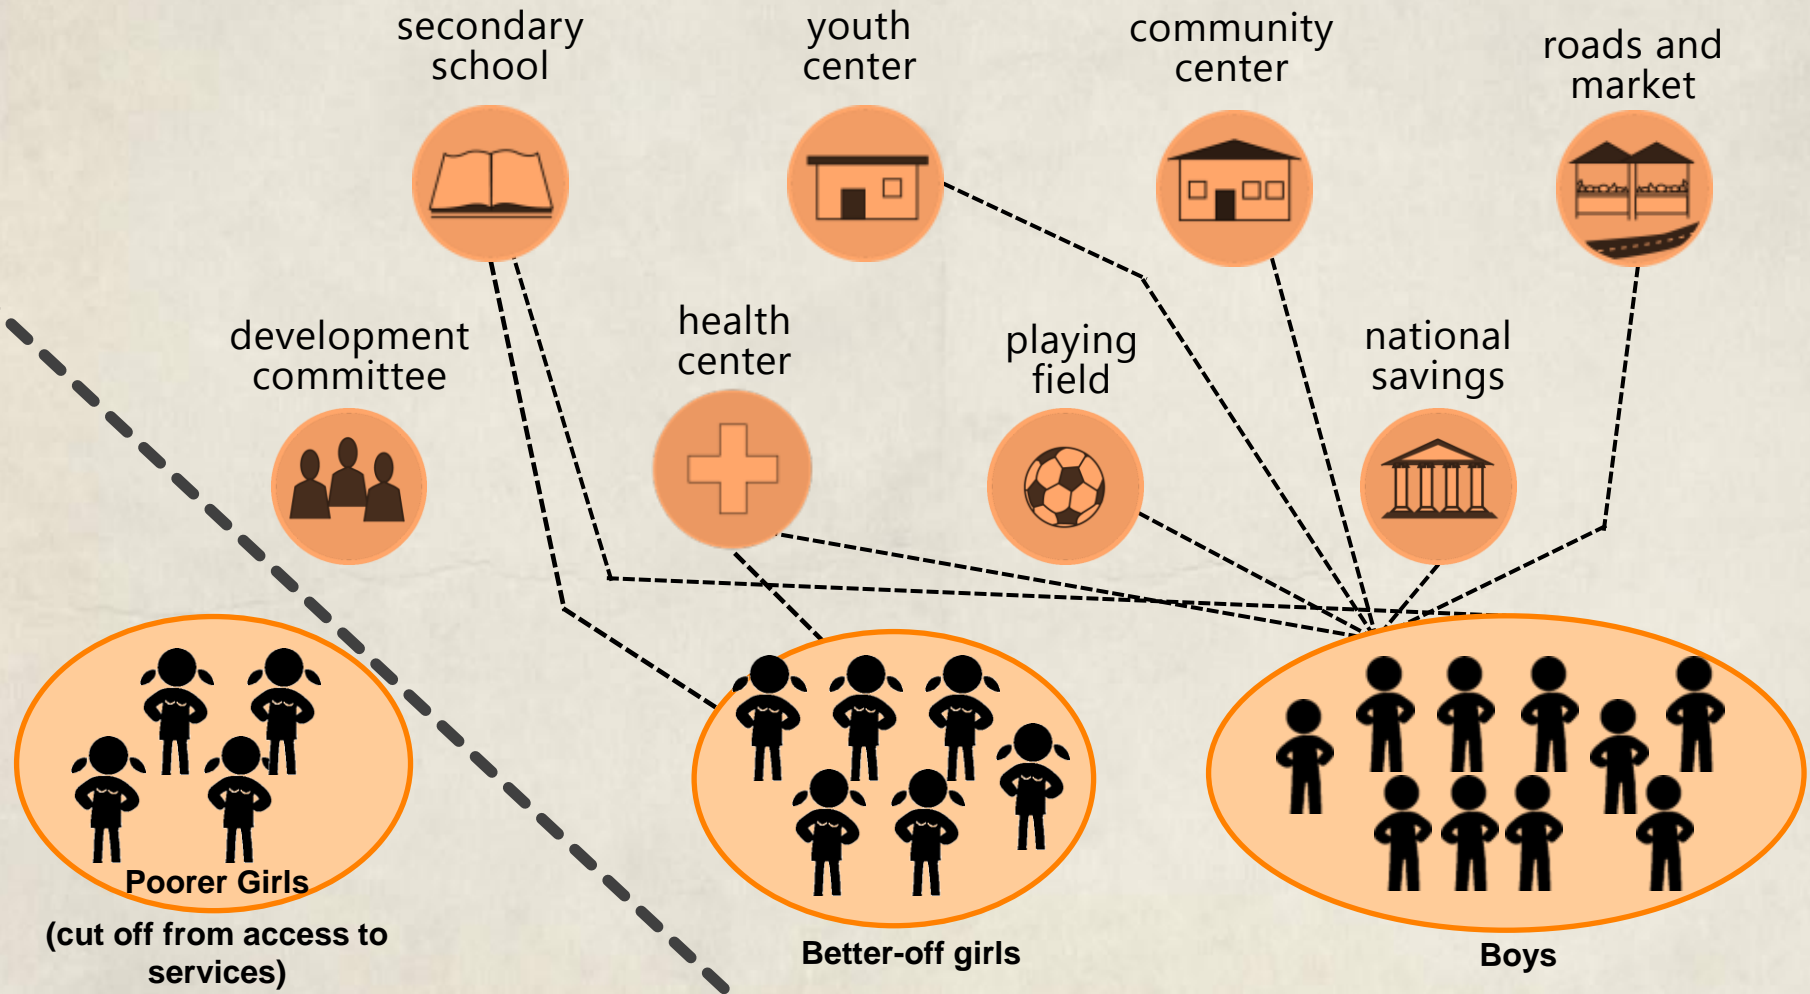 secondary
school
youth
center
community
center
roads and
market
development
committee
health
center
playing
field
national
savings
Poorer Girls
(cut off from access to
services)
Better-off girls
Boys